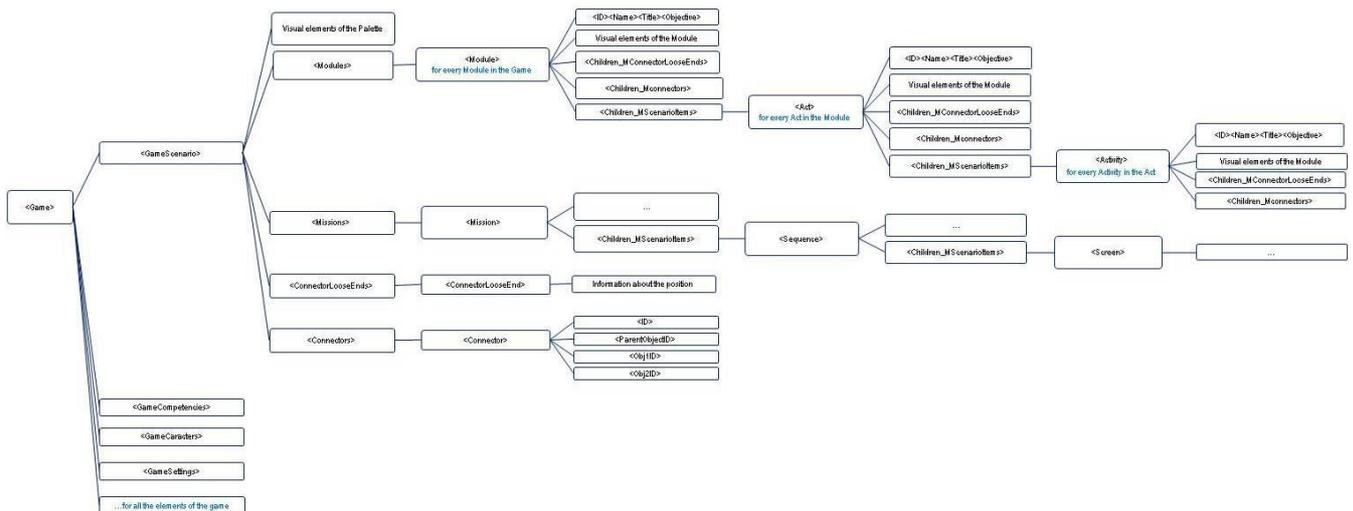 <Game>
<GameScenario>
Visual elements of the Palette
<Modules>
<Module>
for every Module in the Game
<ID><Name><Title><Objective>
Visual elements of the Module
<Children_MConnectorLooseEnds>
<Children_Mconnectors>
<Children_MScenarioItems>
<Act>
for every Act in the Module
<ID><Name><Title><Objective>
Visual elements of the Module
<Children_MConnectorLooseEnds>
<Children_Mconnectors>
<Children_MScenarioItems>
<Activity>
for every Activity in the Act
<ID><Name><Title><Objective>
Visual elements of the Module
<Children_MConnectorLooseEnds>
<Children_Mconnectors>
<Missions>
<Mission>
...
<Children_MScenarioItems>
<Sequence>
...
<Children_MScenarioItems>
<Screen>
...
<ConnectorLooseEnds>
<ConnectorLooseEnd>
Information about the position
<Connectors>
<Connector>
<ID>
<ParentObjectID>
<Obj1ID>
<Obj2ID>
<GameCompetencies>
<GameCaracters>
<GameSettings>
...for all the elements of the game